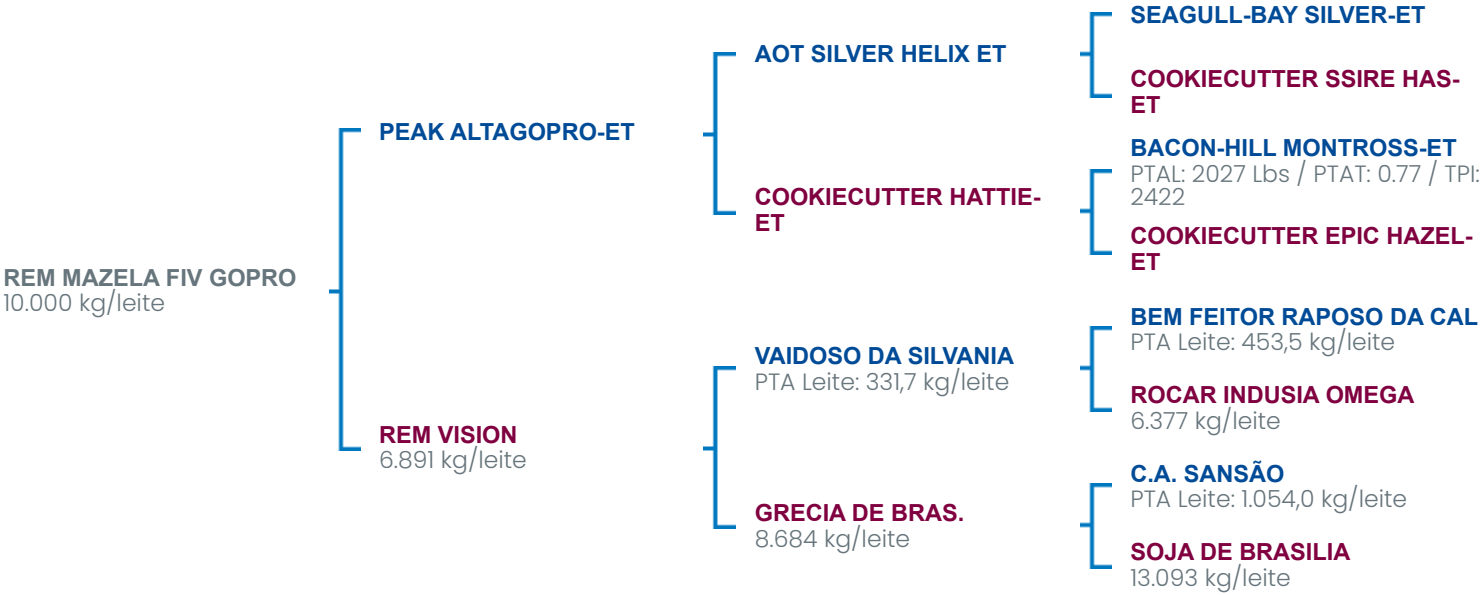 SEAGULL-BAY SILVER-ET
AOT SILVER HELIX ET
COOKIECUTTER SSIRE HAS-
ET
PEAK ALTAGOPRO-ET
BACON-HILL MONTROSS-ET
PTAL: 2027 Lbs / PTAT: 0.77 / TPI:
2422
COOKIECUTTER HATTIE-
ET
COOKIECUTTER EPIC HAZEL-
ET
REM MAZELA FIV GOPRO
10.000 kg/leite
BEM FEITOR RAPOSO DA CAL
PTA Leite: 453,5 kg/leite
VAIDOSO DA SILVANIA
PTA Leite: 331,7 kg/leite
ROCAR INDUSIA OMEGA
6.377 kg/leite
REM VISION
6.891 kg/leite
C.A. SANSÃO
PTA Leite: 1.054,0 kg/leite
GRECIA DE BRAS.
8.684 kg/leite
SOJA DE BRASILIA
13.093 kg/leite